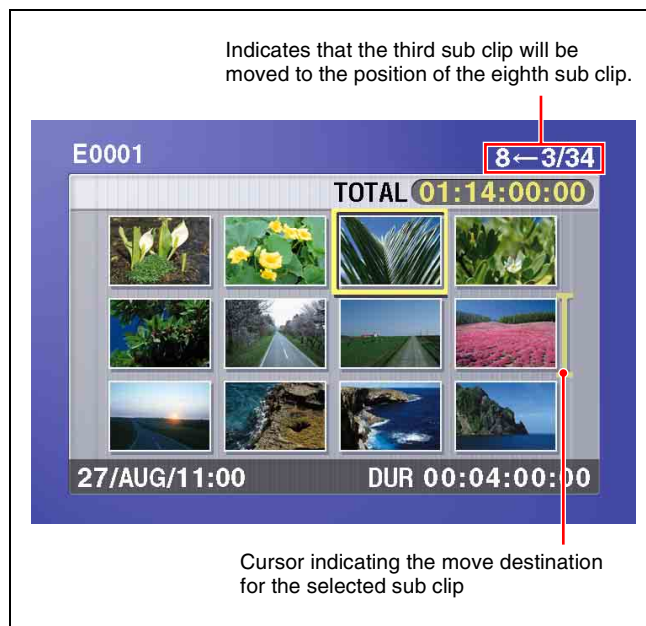 Indicates that the third sub clip will be
moved to the position of the eighth sub clip.
E0001
8←3/34
TOTAL 01:14:00:00
27/AUG/11:00
DUR 00:04:00:00
Cursor indicating the move destination
for the selected sub clip